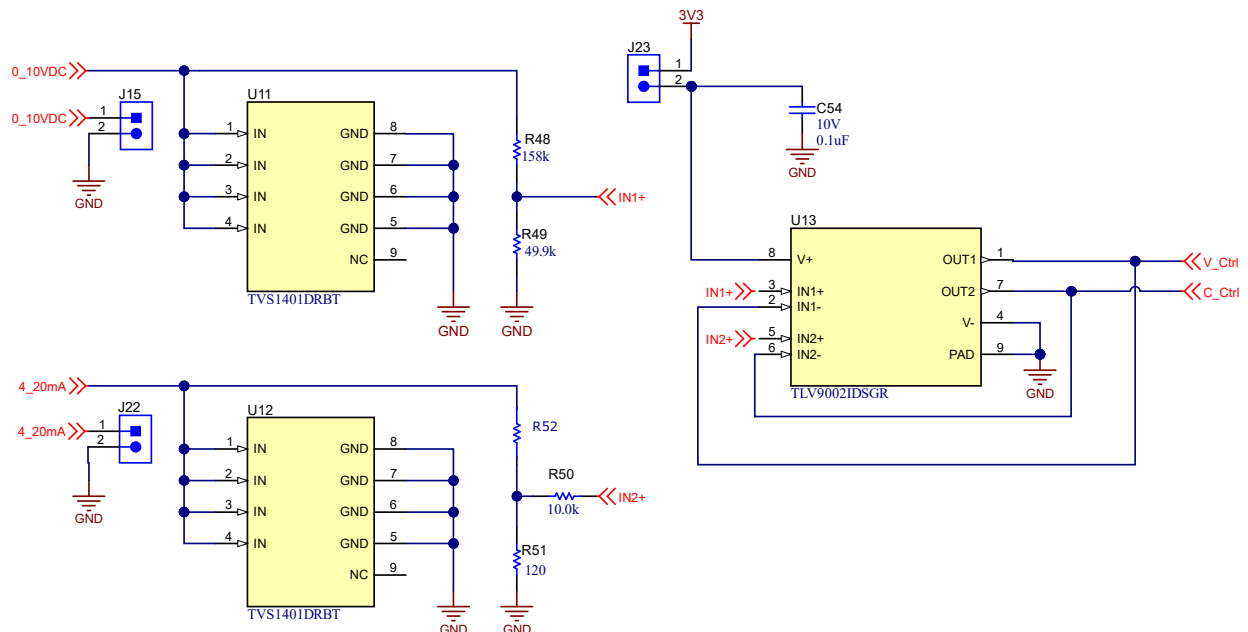 3V3
J23
1
2
C54
10V
0.1uF
GND
0_10VDC
0_10VDC
J15
1
2
GND
U11
1
IN
GND
8
2
IN
GND
7
3
IN
GND
6
4
IN
GND
5
NC
9
TVS1401DRBT
R48
158k
IN1+
R49
49.9k
GND
GND
U13
8
V+
OUT1
1
V_Ctrl
IN1+
3
IN1+
OUT2
7
C_Ctrl
2
IN1-
V-
4
IN2+
5
IN2+
6
IN2-
PAD
9
TLV9002IDSGR
GND
4_20mA
4_20mA
J22
1
2
GND
U12
1
IN
GND
8
2
IN
GND
7
3
IN
GND
6
4
IN
GND
5
NC
9
TVS1401DRBT
R52
R50
10.0k
IN2+
R51
120
GND
GND